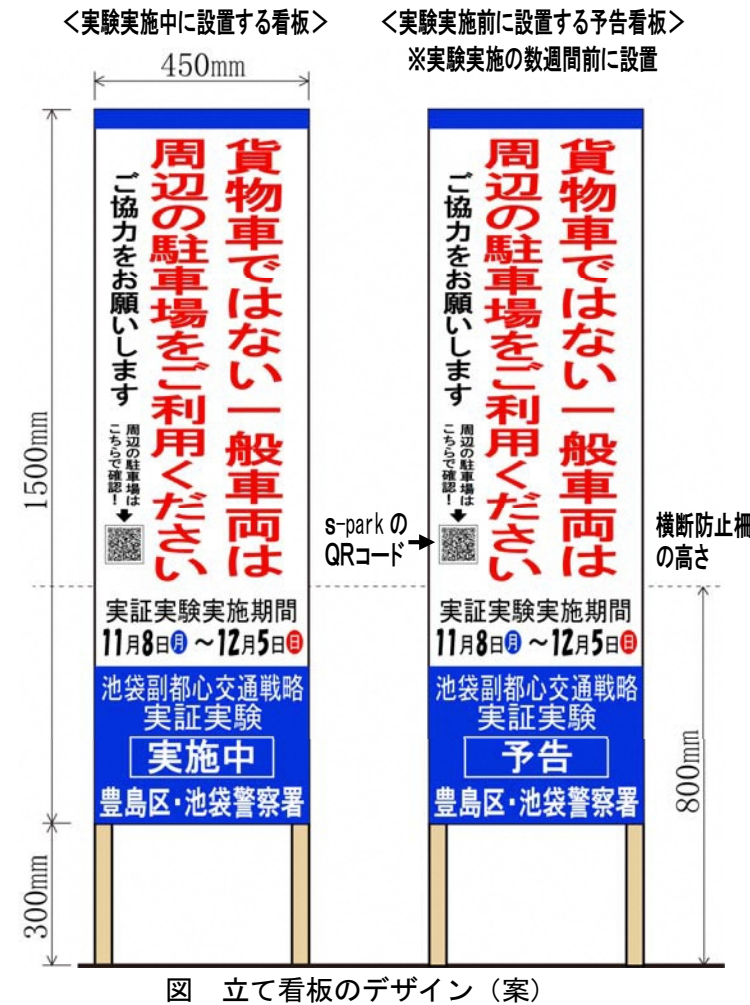 ＜実験実施中に設置する看板＞
＜実験実施前に設置する予告看板＞
※実験実施の数週間前に設置
450mm
1500mm
300mm
貨物車ではない一般車両は
周辺の駐車場をご利用ください
ご協力をお願いします
周辺の駐車場は
こちらで確認！
実証実験実施期間
11月8日月～12月5日日
池袋副都心交通戦略
実証実験
実施中
豊島区・池袋警察署
貨物車ではない一般車両は
周辺の駐車場をご利用ください
ご協力をお願いします
周辺の駐車場は
こちらで確認！
s-parkの
QRコード
実証実験実施期間
11月8日月～12月5日日
池袋副都心交通戦略
実証実験
予告
豊島区・池袋警察署
横断防止柵
の高さ
800mm
図　立て看板のデザイン（案）